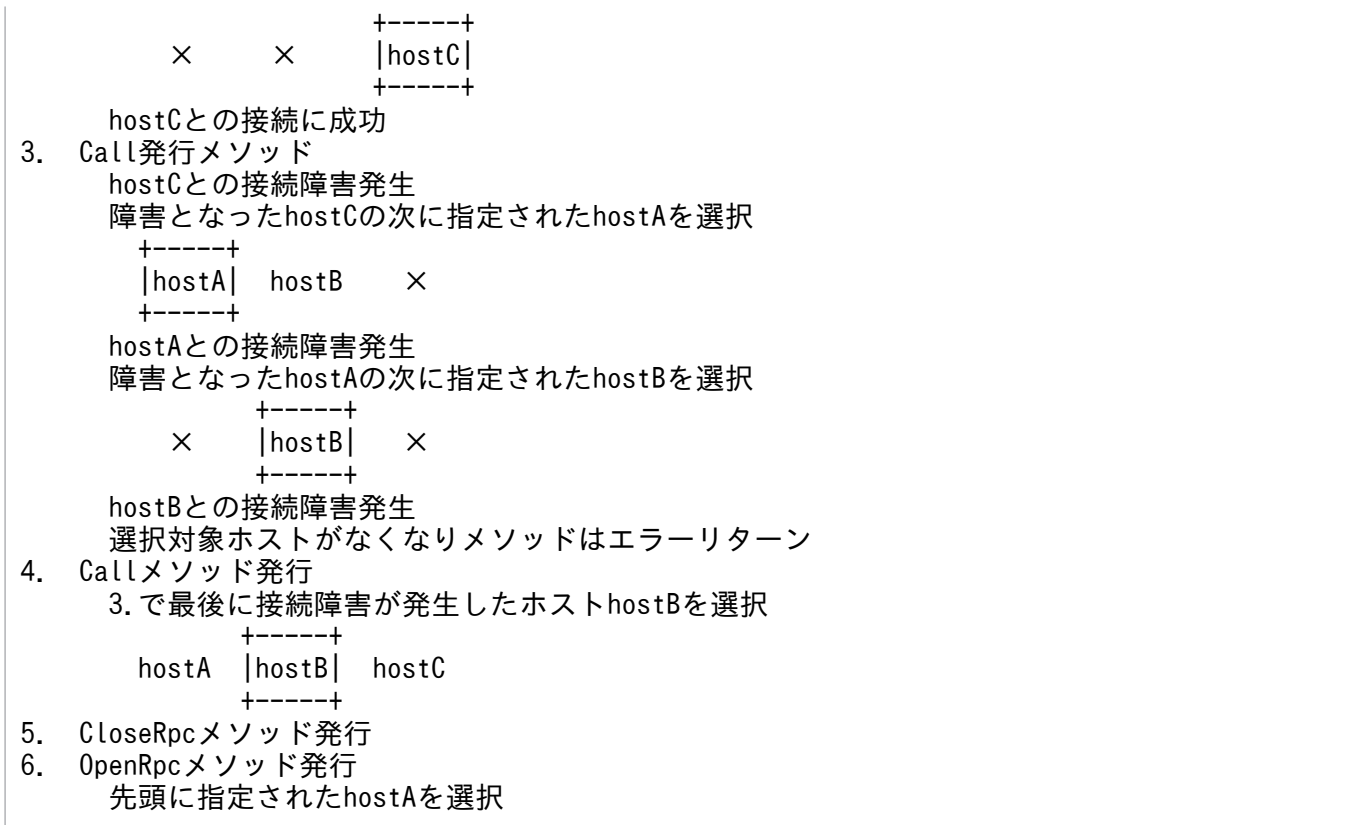 +-----+
×     ×     |hostC|
+-----+
hostCとの接続に成功
3.  Call発行メソッド
hostCとの接続障害発生
障害となったhostCの次に指定されたhostAを選択
+-----+
|hostA|  hostB    ×
+-----+
hostAとの接続障害発生
障害となったhostAの次に指定されたhostBを選択
+-----+
×    |hostB|    ×
+-----+
hostBとの接続障害発生
選択対象ホストがなくなりメソッドはエラーリターン
4.  Callメソッド発行
3.で最後に接続障害が発生したホストhostBを選択
+-----+
hostA  |hostB|  hostC
+-----+
5.  CloseRpcメソッド発行
6.  OpenRpcメソッド発行
先頭に指定されたhostAを選択